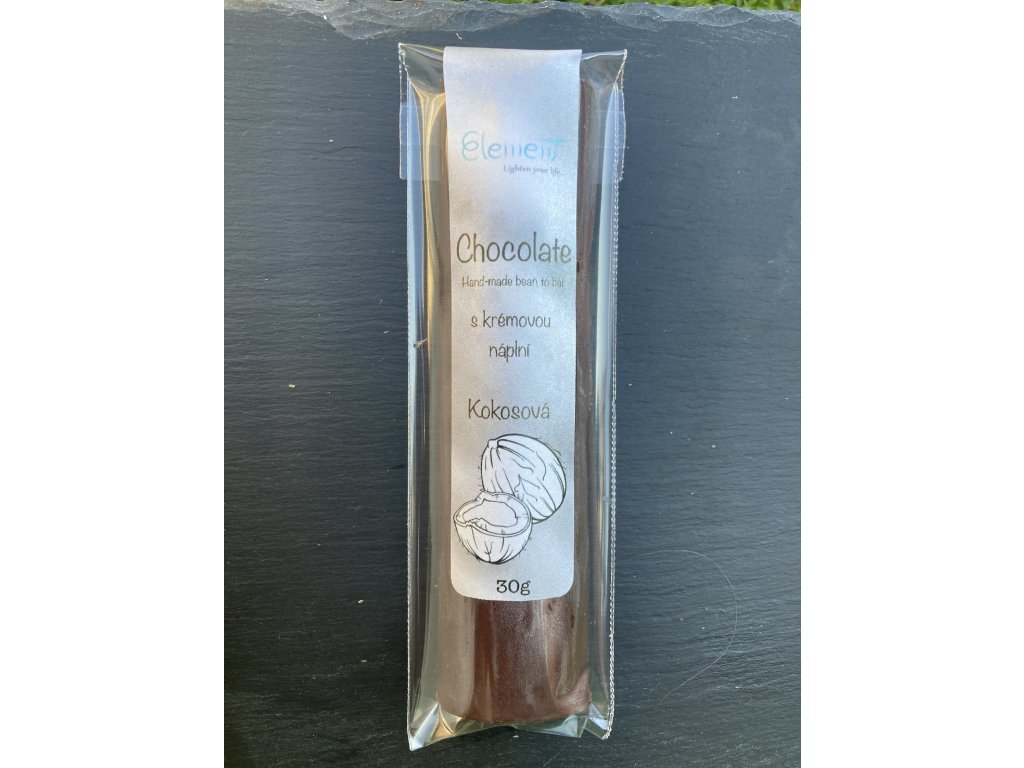 Element
Lighten your life...
Chocolate
Hand-made bean to bar
s krémovou
náplní
Kokosová
30g